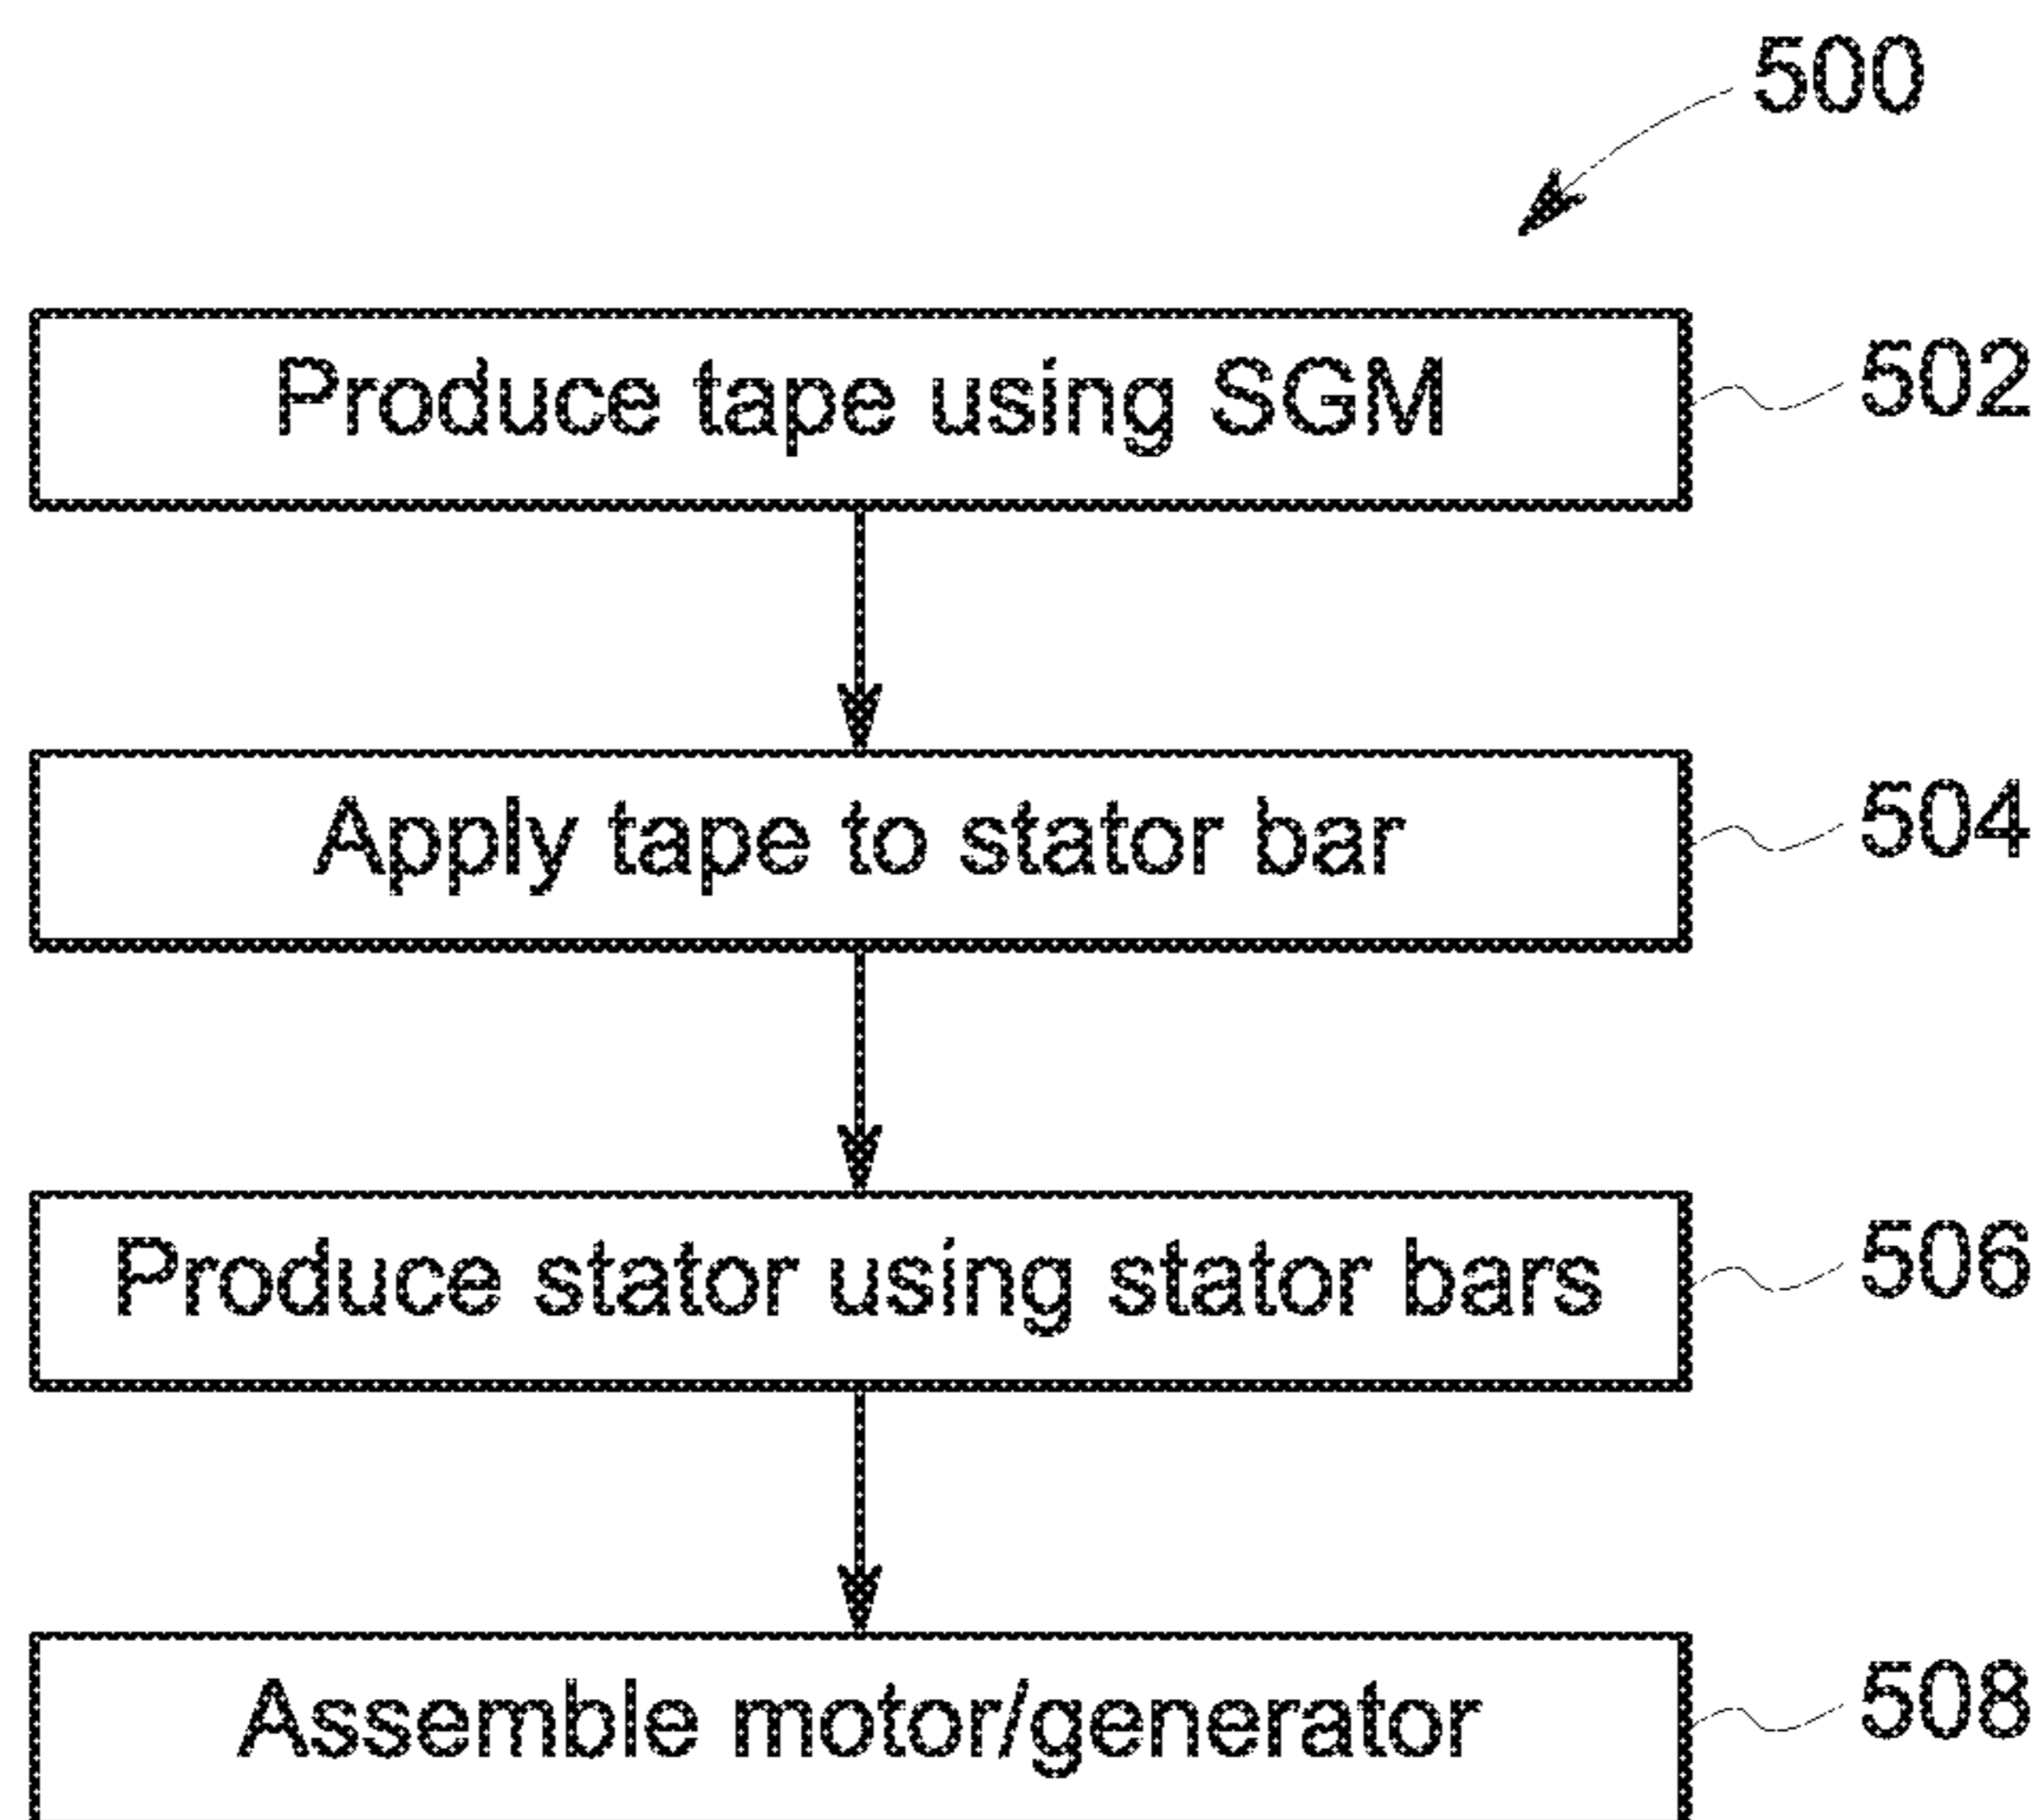 500
Produce tape using SGM
502
Apply tape to stator bar
504
Produce stator using stator bars
506
Assemble motor/generator
508